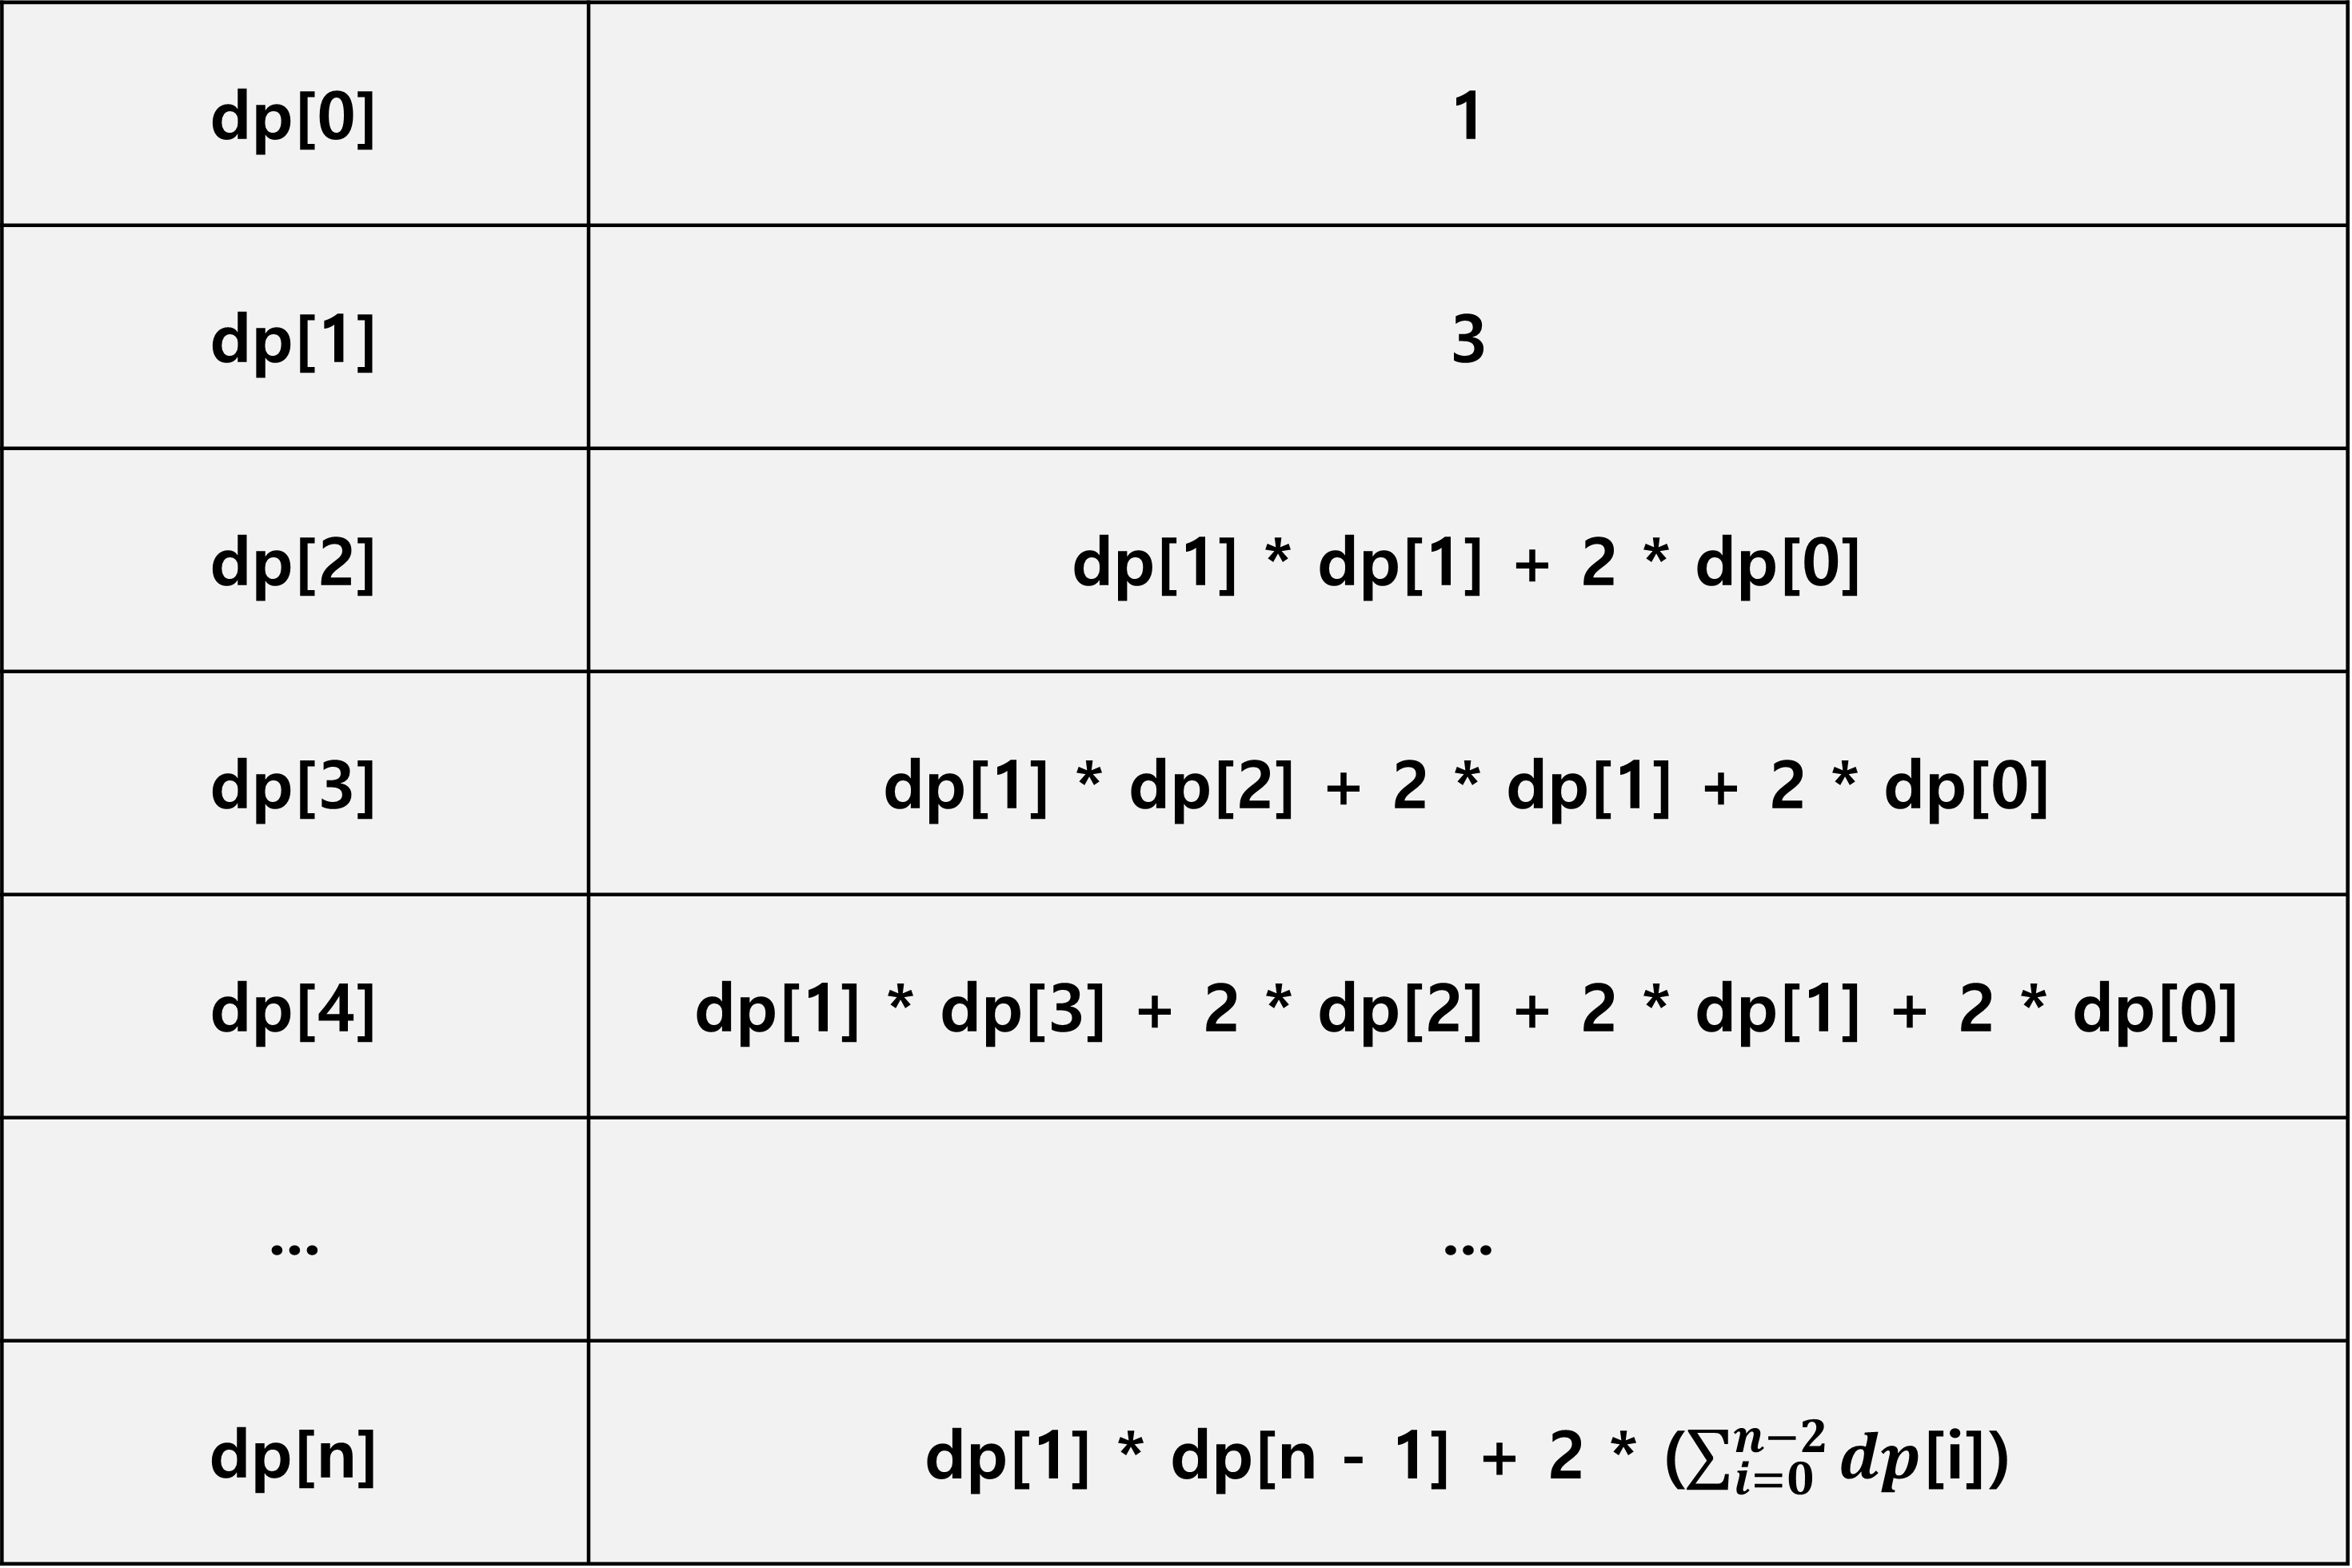 dp[0] 1
dp[1] 3
dp[2] dp[1] * dp[1] + 2 * dp[0]
dp[3] dp[1] * dp[2] + 2 * dp[1] + 2 * dp[0]
dp[4] dp[1] * dp[3] + 2 * dp[2] + 2 * dp[1] + 2 * dp[0]
... ...
dp[n] dp[1] * dp[n - 1] + 2 * (∑_{i=0}^{n−2} dp[i])